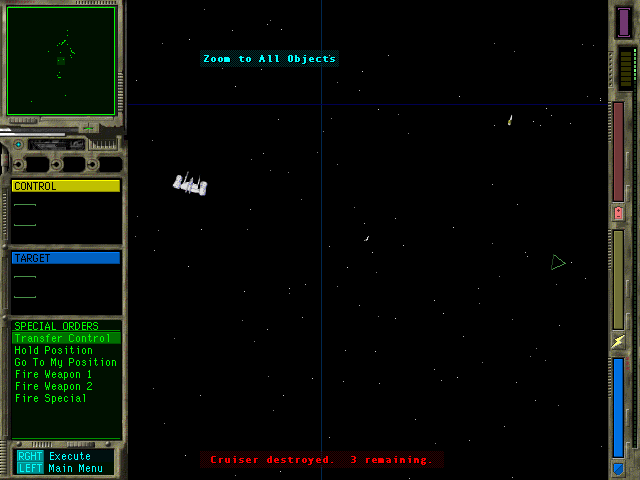 Zoom to All Objects
CONTROL
TARGET
SPECIAL ORDERS
Transfer Control
Hold Position
Go To My Position
Fire Weapon 1
Fire Weapon 2
Fire Special
RGHT Execute
LEFT Main Menu
Cruiser destroyed. 3 remaining.